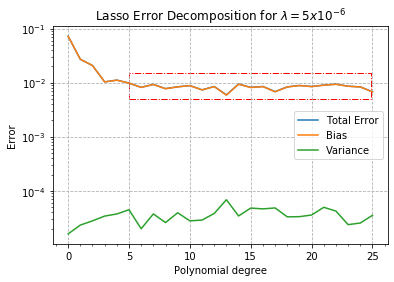 Lasso Error Decomposition for λ = 5x10⁻⁶
10⁻¹
10⁻²
10⁻³
10⁻⁴
Error
Total Error
Bias
Variance
0 5 10 15 20 25
Polynomial degree